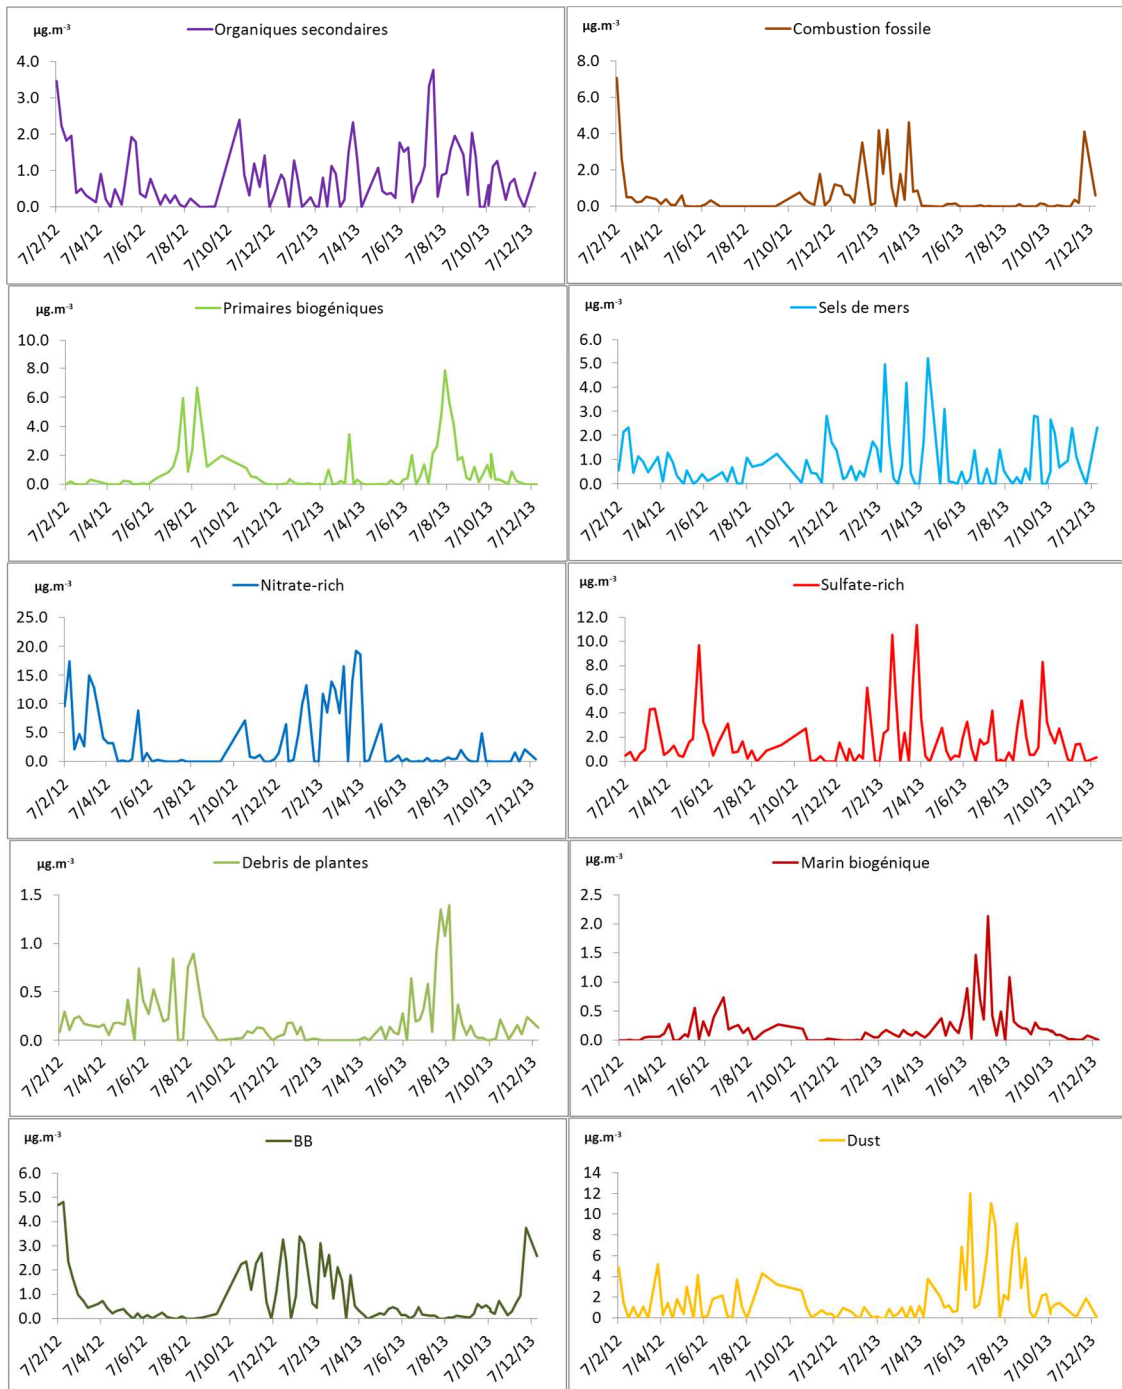 µg.m-3
Organiques secondaires
4.0
3.0
2.0
1.0
0.0
7/2/12 7/4/12 7/6/12 7/8/12 7/10/12 7/12/12 7/2/13 7/4/13 7/6/13 7/8/13 7/10/13 7/12/13
µg.m-3
Combustion fossile
8.0
6.0
4.0
2.0
0.0
7/2/12 7/4/12 7/6/12 7/8/12 7/10/12 7/12/12 7/2/13 7/4/13 7/6/13 7/8/13 7/10/13 7/12/13
µg.m-3
Primaires biogéniques
10.0
8.0
6.0
4.0
2.0
0.0
7/2/12 7/4/12 7/6/12 7/8/12 7/10/12 7/12/12 7/2/13 7/4/13 7/6/13 7/8/13 7/10/13 7/12/13
µg.m-3
Sels de mers
6.0
5.0
4.0
3.0
2.0
1.0
0.0
7/2/12 7/4/12 7/6/12 7/8/12 7/10/12 7/12/12 7/2/13 7/4/13 7/6/13 7/8/13 7/10/13 7/12/13
µg.m-3
Nitrate-rich
25.0
20.0
15.0
10.0
5.0
0.0
7/2/12 7/4/12 7/6/12 7/8/12 7/10/12 7/12/12 7/2/13 7/4/13 7/6/13 7/8/13 7/10/13 7/12/13
µg.m-3
Sulfate-rich
12.0
10.0
8.0
6.0
4.0
2.0
0.0
7/2/12 7/4/12 7/6/12 7/8/12 7/10/12 7/12/12 7/2/13 7/4/13 7/6/13 7/8/13 7/10/13 7/12/13
µg.m-3
Debris de plantes
1.5
1.0
0.5
0.0
7/2/12 7/4/12 7/6/12 7/8/12 7/10/12 7/12/12 7/2/13 7/4/13 7/6/13 7/8/13 7/10/13 7/12/13
µg.m-3
Marin biogénique
2.5
2.0
1.5
1.0
0.5
0.0
7/2/12 7/4/12 7/6/12 7/8/12 7/10/12 7/12/12 7/2/13 7/4/13 7/6/13 7/8/13 7/10/13 7/12/13
µg.m-3
BB
6.0
5.0
4.0
3.0
2.0
1.0
0.0
7/2/12 7/4/12 7/6/12 7/8/12 7/10/12 7/12/12 7/2/13 7/4/13 7/6/13 7/8/13 7/10/13 7/12/13
µg.m-3
Dust
14
12
10
8
6
4
2
0
7/2/12 7/4/12 7/6/12 7/8/12 7/10/12 7/12/12 7/2/13 7/4/13 7/6/13 7/8/13 7/10/13 7/12/13